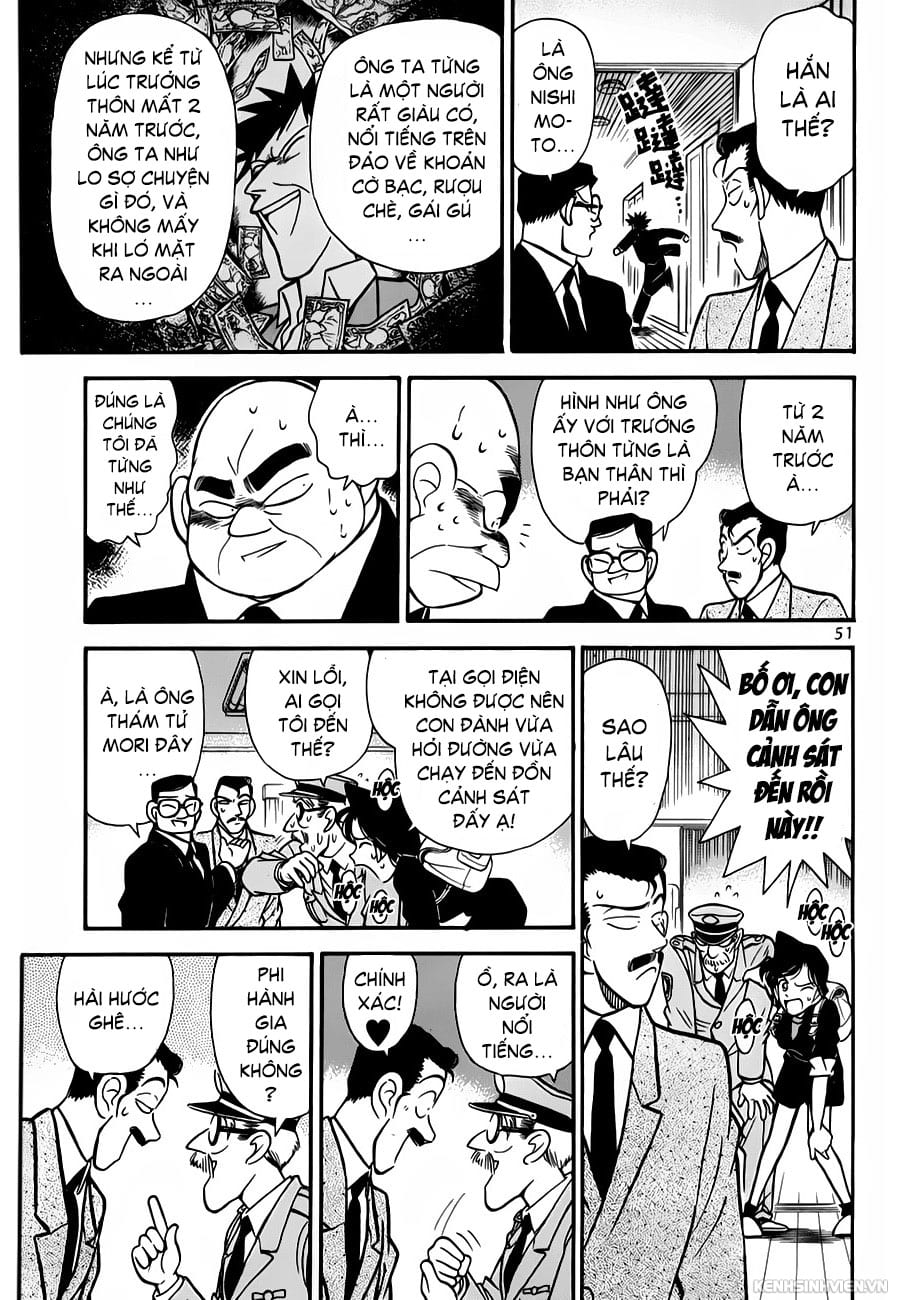 HẮN
LÀ AI
THẾ?
LÀ
ÔNG
NISHI
MO-
TO...
ÔNG TA TỪNG
LÀ MỘT NGƯỜI
RẤT GIÀU CÓ,
NỔI TIẾNG TRÊN
ĐẢO VỀ KHOẢN
CỜ BẠC, RƯỢU
CHÈ, GÁI GÚ
...
NHƯNG KỂ TỪ
LÚC TRƯỞNG
THÔN MẤT 2
NĂM TRƯỚC,
ÔNG TA NHƯ
LO SỢ CHUYỆN
GÌ ĐÓ, VÀ
KHÔNG MẤY
KHI LÓ MẶT
RA NGOÀI
...
TỪ 2
NĂM
TRƯỚC
À...
HÌNH NHƯ ÔNG
ẤY VỚI TRƯỞNG
THÔN TỪNG LÀ
BẠN THÂN THÌ
PHẢI?
À...
THÌ...
ĐÚNG LÀ
CHÚNG
TÔI ĐÃ
TỪNG
NHƯ
THẾ...
51
BỐ ƠI, CON
DẪN ÔNG
CẢNH SÁT
ĐẾN RỒI
NÀY!!
SAO
LÂU
THẾ?
HỘC
HỘC
HỘC
TẠI GỌI ĐIỆN
KHÔNG ĐƯỢC NÊN
CON ĐÀNH VỪA
HỎI ĐƯỜNG VỪA
CHẠY ĐẾN ĐỒN
CẢNH SÁT
ĐẤY Ạ!
HỘC
HỘC
HỘC
XIN LỖI,
AI GỌI
TÔI ĐẾN
THẾ?
À, LÀ ÔNG
THÁM TỬ
MORI ĐÂY
...
Ồ, RA LÀ
NGƯỜI
NỔI
TIẾNG...
CHÍNH
XÁC!
♥
PHI
HÀNH
GIA
ĐÚNG
KHÔNG
?
HÀI HƯỚC
GHÊ...
KENHSINHVIEN.VN